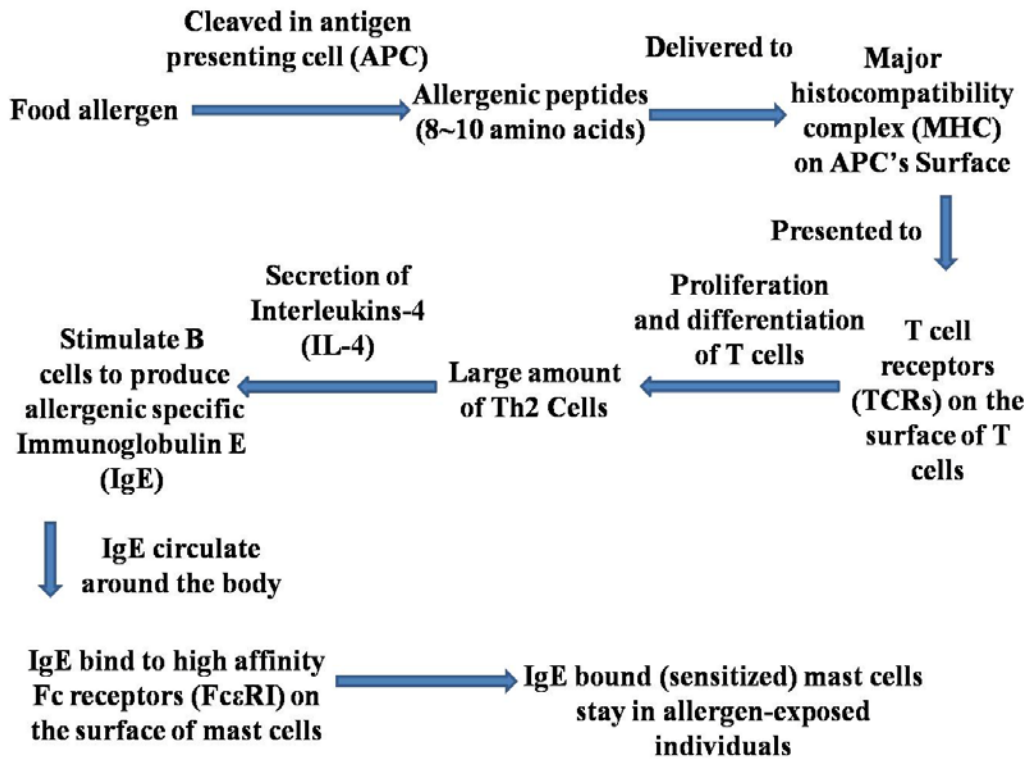 Cleaved in antigen
presenting cell (APC)
Food allergen
Allergenic peptides
(8~10 amino acids)
Delivered to
Major
histocompatibility
complex (MHC)
on APC's Surface
Presented to
T cell
receptors
(TCRs) on the
surface of T
cells
Proliferation
and differentiation
of T cells
Large amount
of Th2 Cells
Secretion of
Interleukins-4
(IL-4)
Stimulate B
cells to produce
allergenic specific
Immunoglobulin E
(IgE)
IgE circulate
around the body
IgE bind to high affinity
Fc receptors (FcεRI) on
the surface of mast cells
IgE bound (sensitized) mast cells
stay in allergen-exposed
individuals